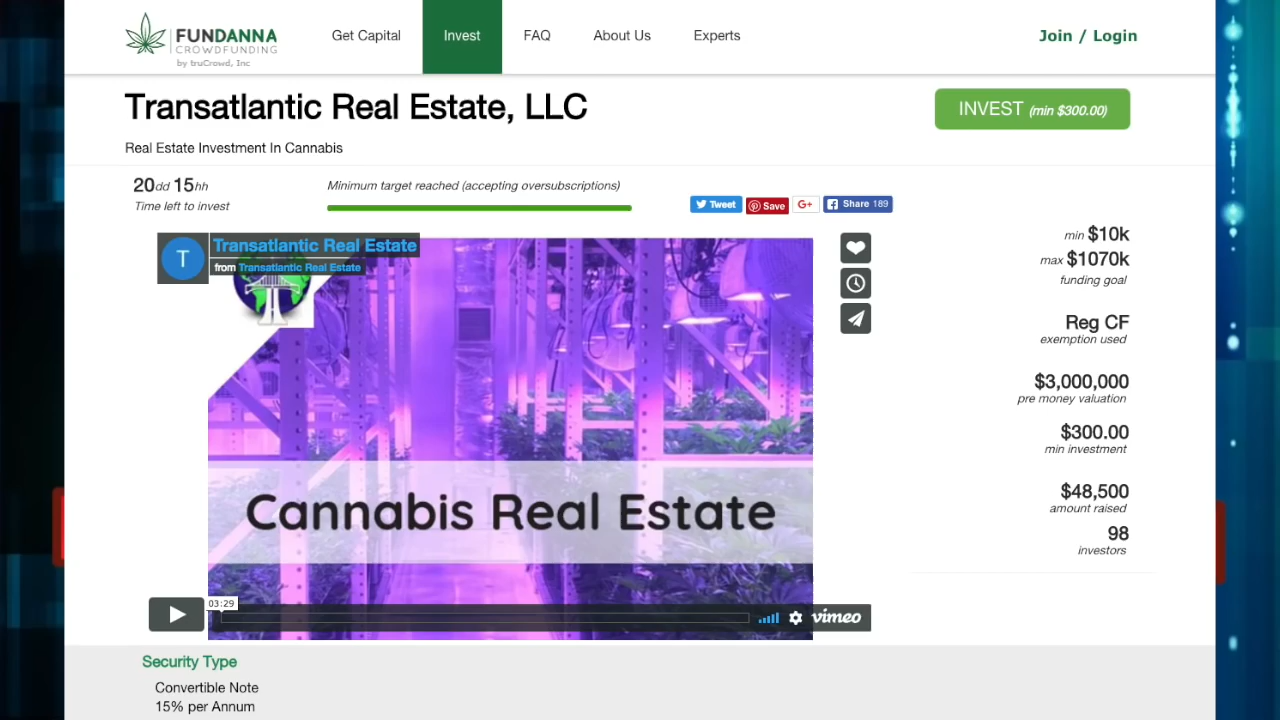 FUNDANNA
CROWDFUNDING
by truCrowd, Inc
Get Capital
Invest
FAQ
About Us
Experts
Join / Login
Transatlantic Real Estate, LLC
INVEST (min $300.00)
Real Estate Investment In Cannabis
20dd 15hh
Time left to invest
Minimum target reached (accepting oversubscriptions)
Tweet
Save
G+
Share 189
T
Transatlantic Real Estate
from Transatlantic Real Estate
Cannabis Real Estate
03:29
vimeo
min $10k
max $1070k
funding goal
Reg CF
exemption used
$3,000,000
pre money valuation
$300.00
min investment
$48,500
amount raised
98
investors
Security Type
Convertible Note
15% per Annum